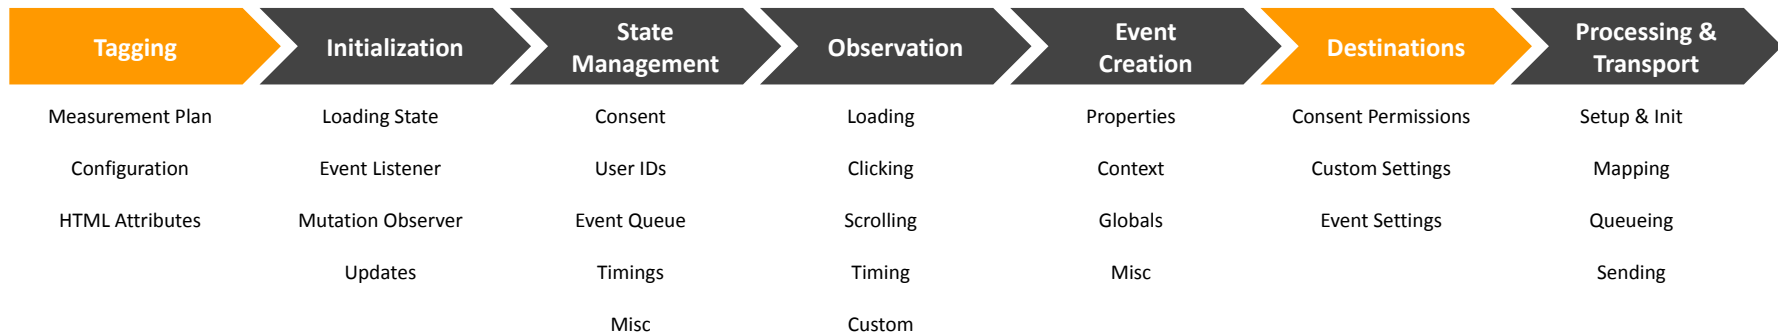 Tagging
Initialization
State
Management
Observation
Event
Creation
Destinations
Processing &
Transport
Measurement Plan
Loading State
Consent
Loading
Properties
Consent Permissions
Setup & Init
Configuration
Event Listener
User IDs
Clicking
Context
Custom Settings
Mapping
HTML Attributes
Mutation Observer
Event Queue
Scrolling
Globals
Event Settings
Queueing
Updates
Timings
Timing
Misc
Sending
Misc
Custom